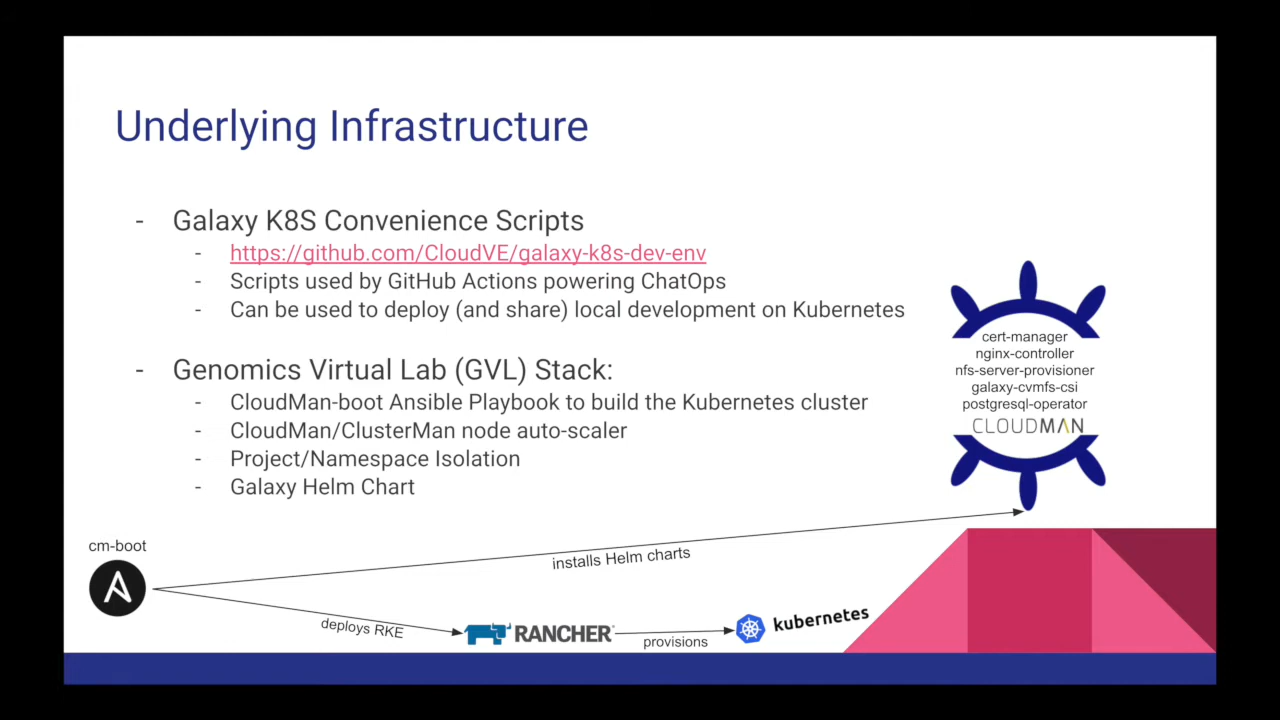 Underlying Infrastructure
- Galaxy K8S Convenience Scripts
- https://github.com/CloudVE/galaxy-k8s-dev-env
- Scripts used by GitHub Actions powering ChatOps
- Can be used to deploy (and share) local development on Kubernetes
- Genomics Virtual Lab (GVL) Stack:
- CloudMan-boot Ansible Playbook to build the Kubernetes cluster
- CloudMan/ClusterMan node auto-scaler
- Project/Namespace Isolation
- Galaxy Helm Chart
cert-manager
nginx-controller
nfs-server-provisioner
galaxy-cvmfs-csi
postgresql-operator
CLOUDMAN
cm-boot
installs Helm charts
deploys RKE
RANCHER
provisions
kubernetes